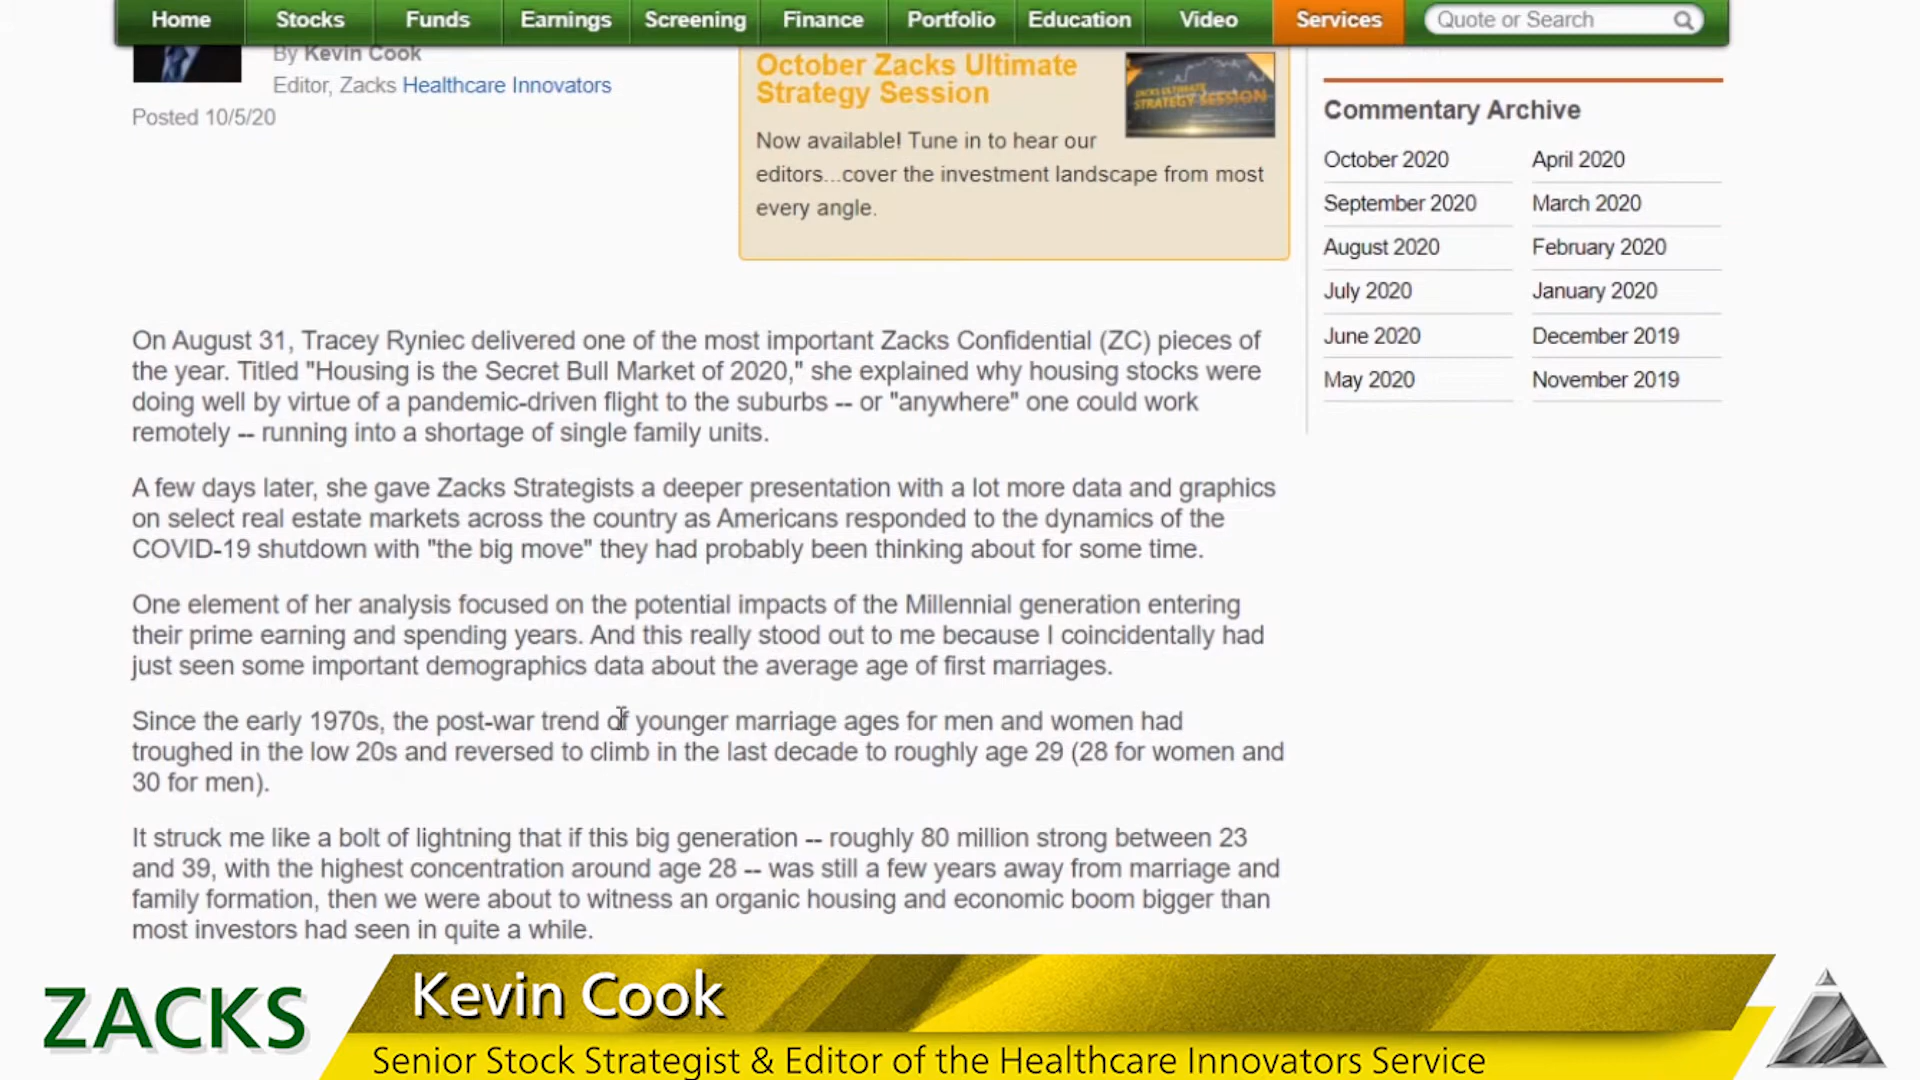 Home Stocks Funds Earnings Screening Finance Portfolio Education Video Services Quote or Search
By Kevin Cook
Editor, Zacks Healthcare Innovators
Posted 10/5/20
October Zacks Ultimate
Strategy Session
ZACKS ULTIMATE
STRATEGY SESSION
Now available! Tune in to hear our
editors...cover the investment landscape from most
every angle.
Commentary Archive
October 2020 April 2020
September 2020 March 2020
August 2020 February 2020
July 2020 January 2020
June 2020 December 2019
May 2020 November 2019
On August 31, Tracey Ryniec delivered one of the most important Zacks Confidential (ZC) pieces of
the year. Titled "Housing is the Secret Bull Market of 2020," she explained why housing stocks were
doing well by virtue of a pandemic-driven flight to the suburbs -- or "anywhere" one could work
remotely -- running into a shortage of single family units.
A few days later, she gave Zacks Strategists a deeper presentation with a lot more data and graphics
on select real estate markets across the country as Americans responded to the dynamics of the
COVID-19 shutdown with "the big move" they had probably been thinking about for some time.
One element of her analysis focused on the potential impacts of the Millennial generation entering
their prime earning and spending years. And this really stood out to me because I coincidentally had
just seen some important demographics data about the average age of first marriages.
Since the early 1970s, the post-war trend of younger marriage ages for men and women had
troughed in the low 20s and reversed to climb in the last decade to roughly age 29 (28 for women and
30 for men).
It struck me like a bolt of lightning that if this big generation -- roughly 80 million strong between 23
and 39, with the highest concentration around age 28 -- was still a few years away from marriage and
family formation, then we were about to witness an organic housing and economic boom bigger than
most investors had seen in quite a while.
ZACKS
Kevin Cook
Senior Stock Strategist & Editor of the Healthcare Innovators Service